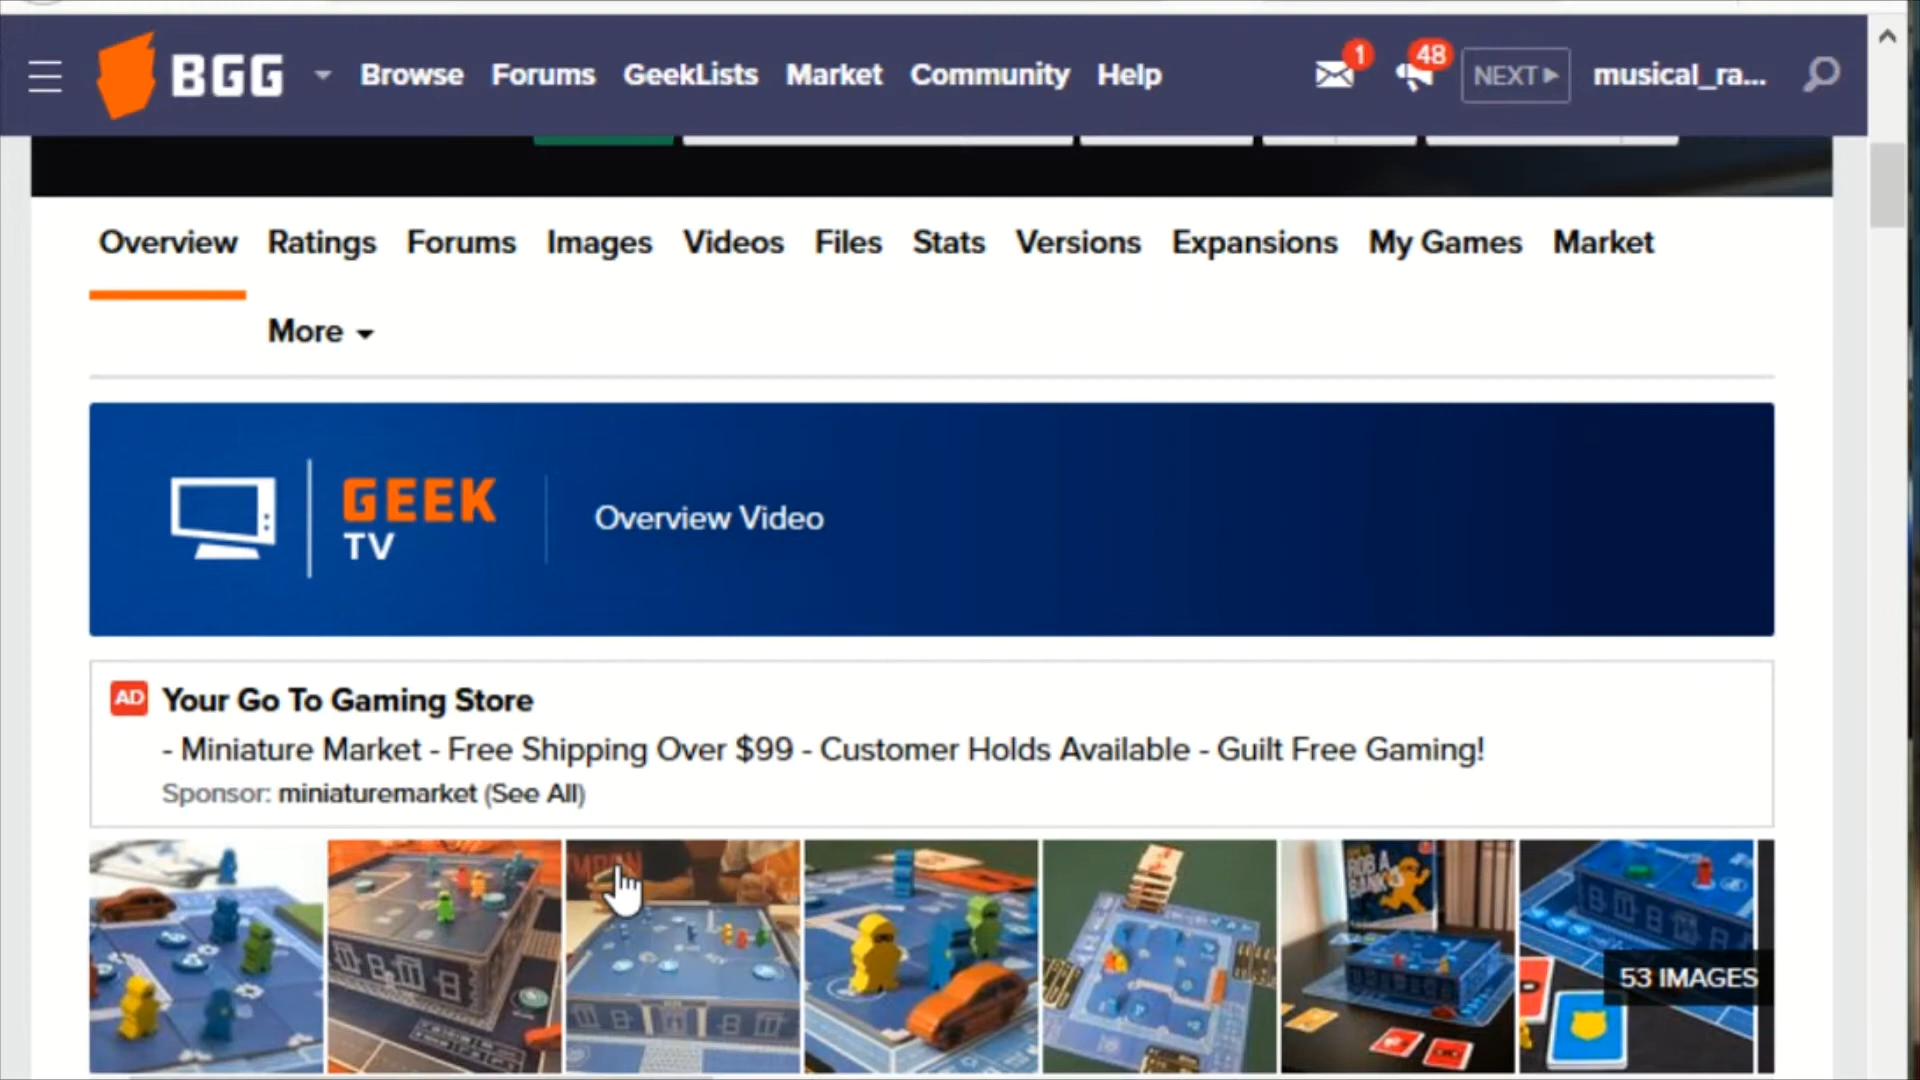 BGG Browse Forums GeekLists Market Community Help 1 48 NEXT musical_ra...
Overview Ratings Forums Images Videos Files Stats Versions Expansions My Games Market
More
GEEK
TV
Overview Video
AD Your Go To Gaming Store
- Miniature Market - Free Shipping Over $99 - Customer Holds Available - Guilt Free Gaming!
Sponsor: miniaturemarket (See All)
ROB A
BANK
53 IMAGES